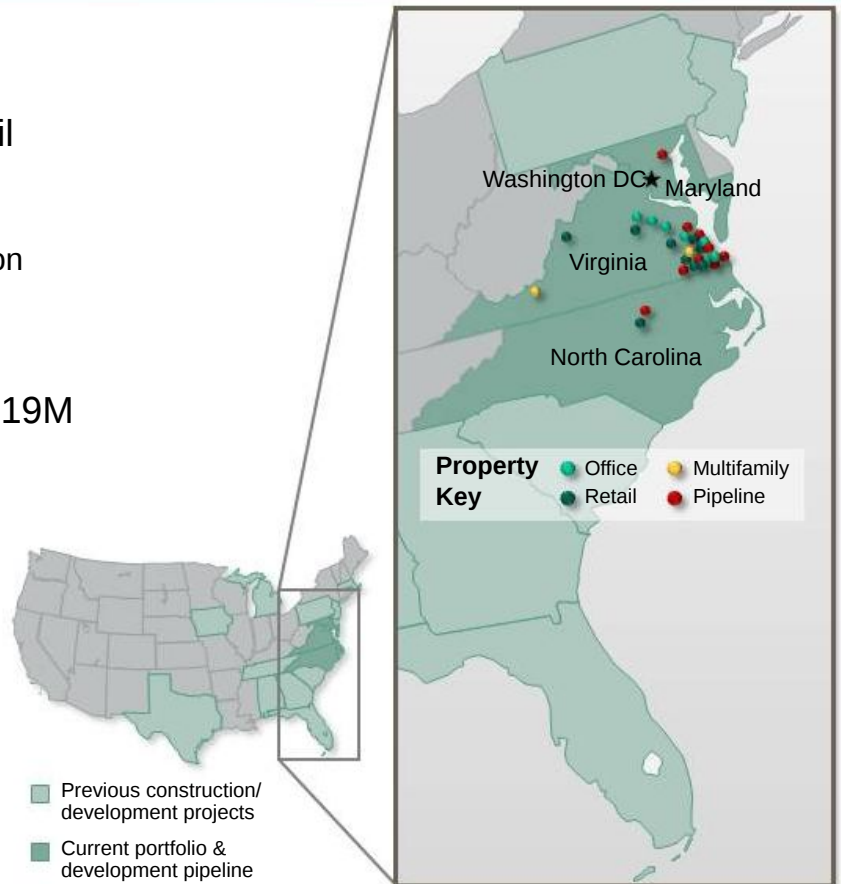 il
on
19M
Washington DC
Maryland
Virginia
North Carolina
Property Key
Office
Multifamily
Retail
Pipeline
Previous construction/
development projects
Current portfolio &
development pipeline